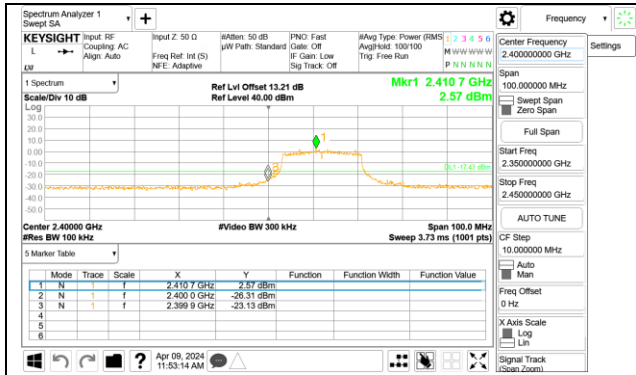 Spectrum Analyzer 1
Swept SA
+
Frequency
Settings
KEYSIGHT
L
Input: RF
Coupling: AC
Align: Auto
Input Z: 50 Ω
Freq Ref: Int (S)
NFE: Adaptive
#Atten: 50 dB
µW Path: Standard
PNO: Fast
Gate: Off
IF Gain: Low
Sig Track: Off
#Avg Type: Power (RMS
Avg|Hold: 100/100
Trig: Free Run
1 2 3 4 5 6
M W W W W W
P N N N N N
1 Spectrum
Scale/Div 10 dB
Log
Ref Lvl Offset 13.21 dB
Ref Level 40.00 dBm
Mkr1 2.410 7 GHz
2.57 dBm
30.0
20.0
10.0
0.00
-10.0
-20.0
-30.0
-40.0
-50.0
1
3
DL1 -17.43 dBm
Center 2.40000 GHz
#Res BW 100 kHz
#Video BW 300 kHz
Span 100.0 MHz
Sweep 3.73 ms (1001 pts)
5 Marker Table
Mode Trace Scale X Y Function Function Width Function Value
1 N 1 f 2.410 7 GHz 2.57 dBm
2 N 1 f 2.400 0 GHz -26.31 dBm
3 N 1 f 2.399 9 GHz -23.13 dBm
4
5
6
Center Frequency
2.400000000 GHz
Span
100.000000 MHz
Swept Span
Zero Span
Full Span
Start Freq
2.350000000 GHz
Stop Freq
2.450000000 GHz
AUTO TUNE
CF Step
10.000000 MHz
Auto
Man
Freq Offset
0 Hz
X Axis Scale
Log
Lin
Signal Track
(Span Zoom)
?
Apr 09, 2024
11:53:14 AM